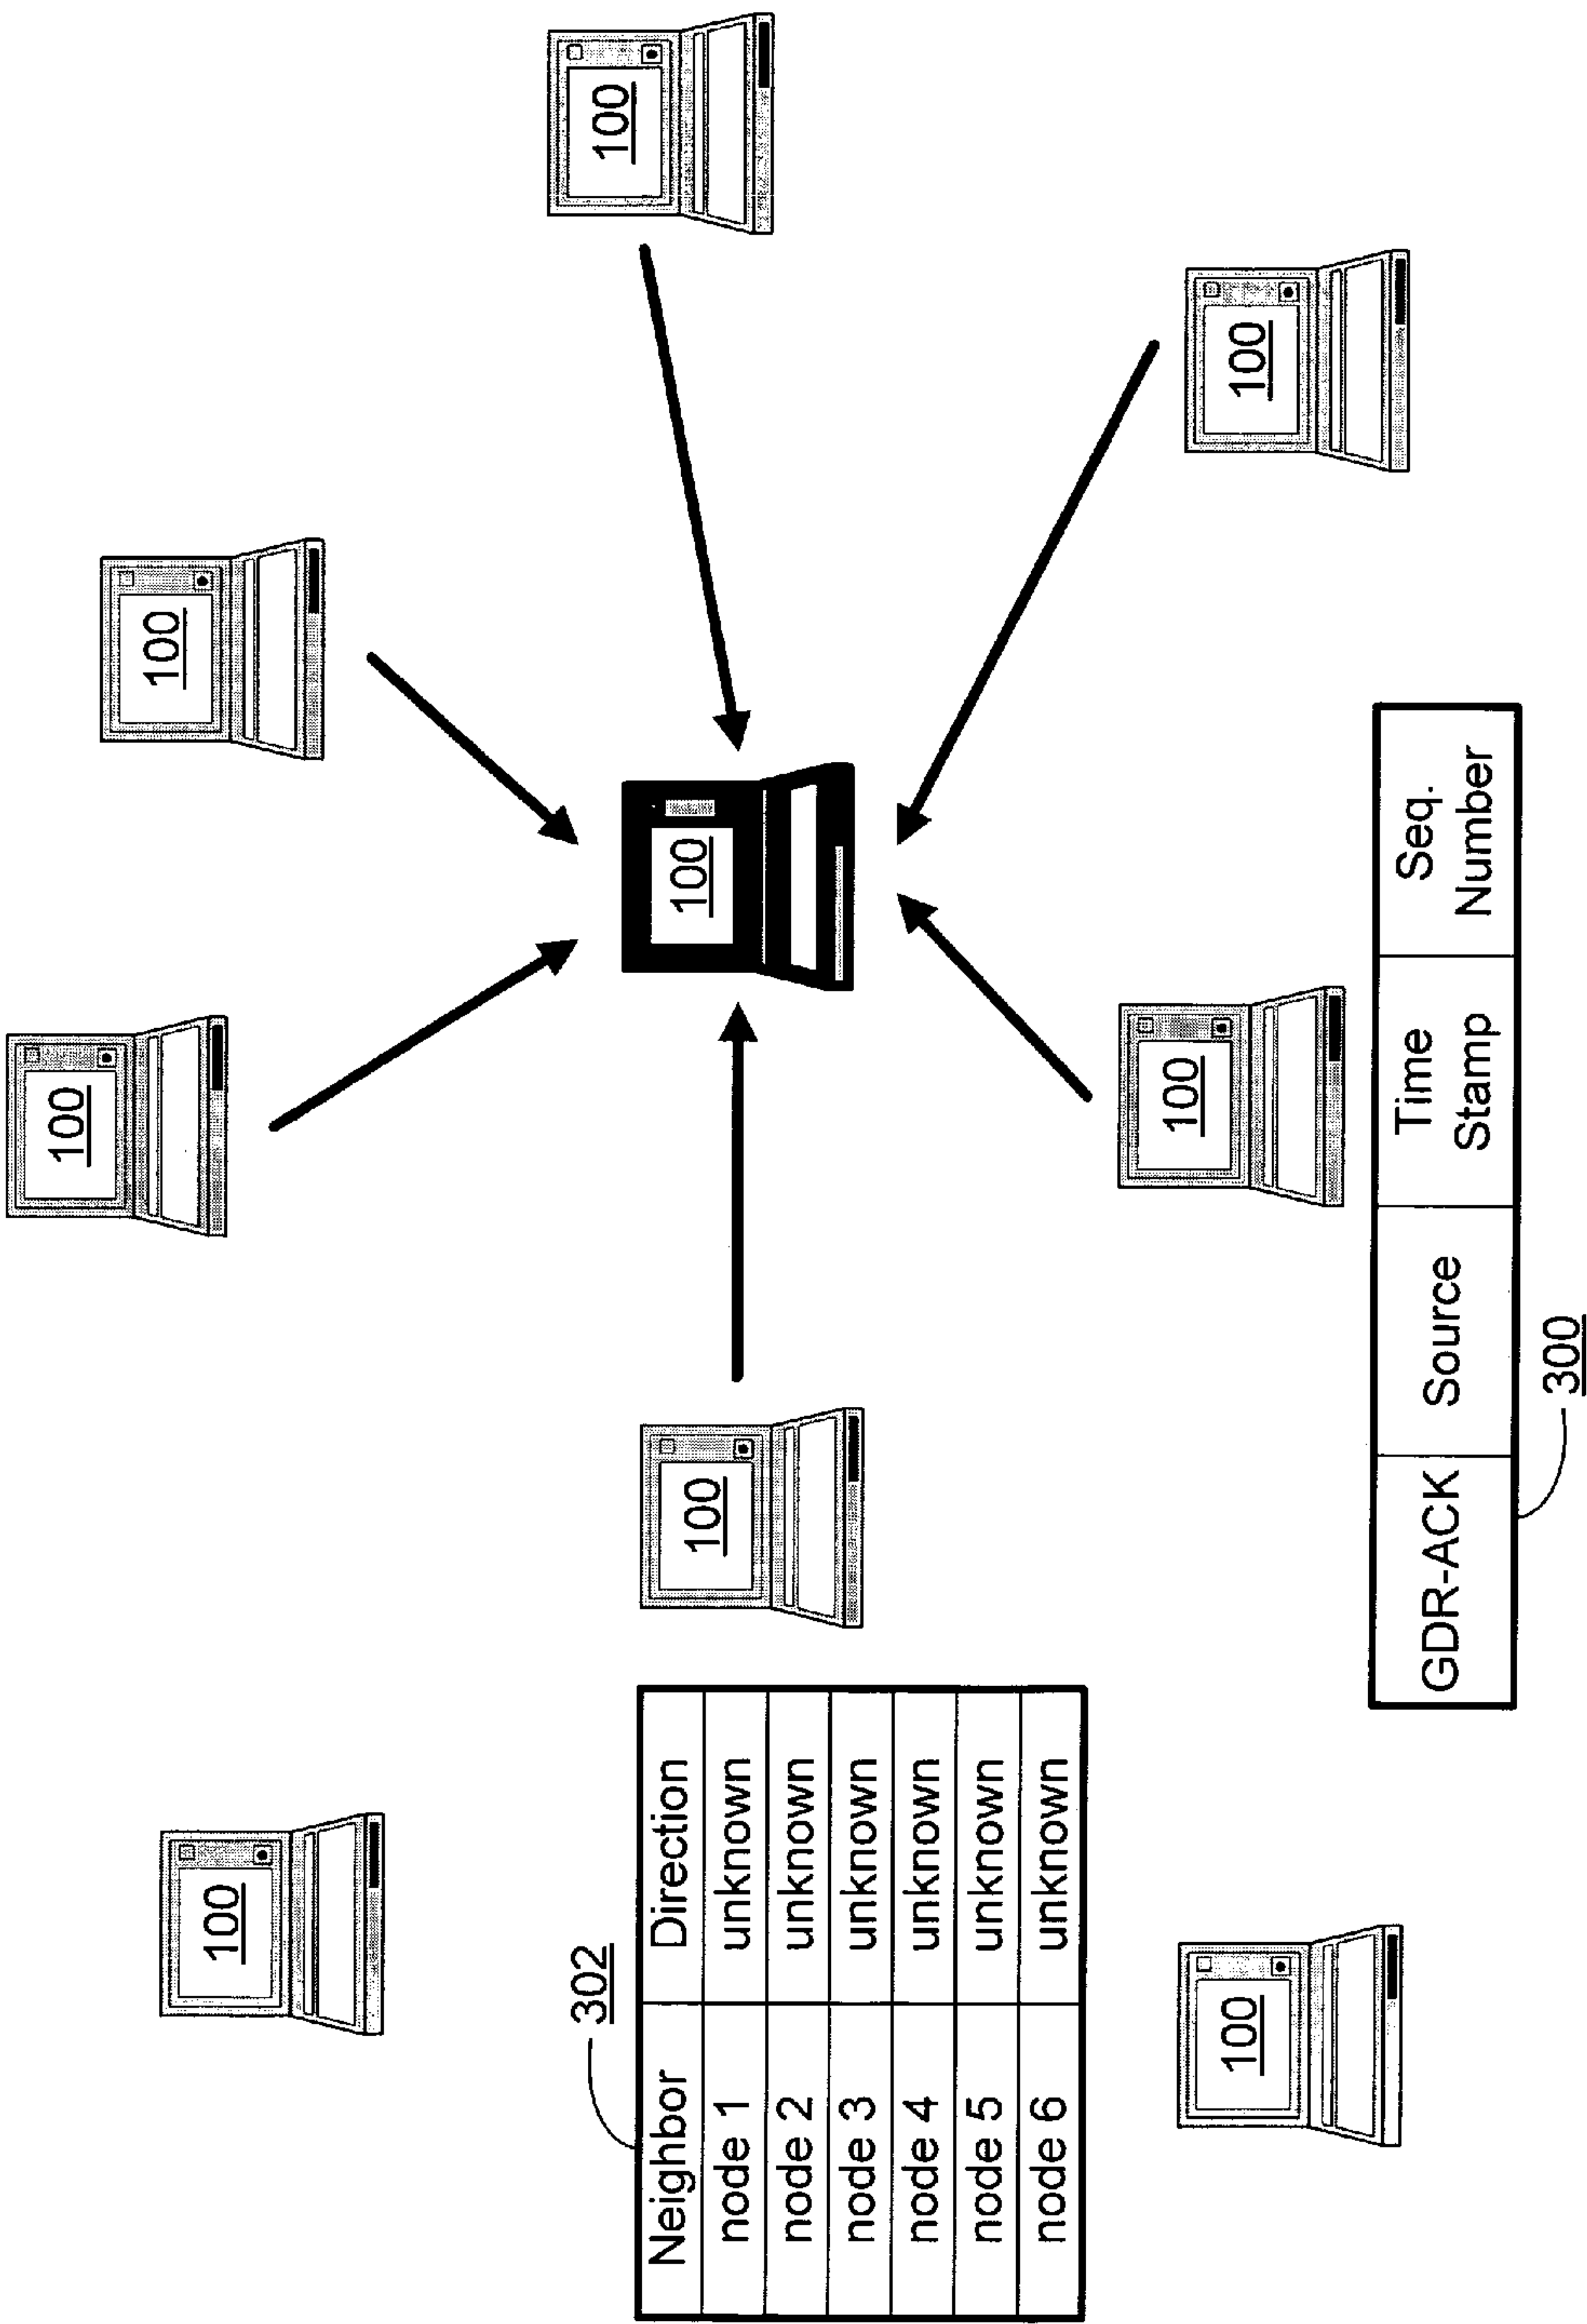 100
100
100
302
100
Neighbor Direction
node 1 unknown
node 2 unknown
node 3 unknown
node 4 unknown
node 5 unknown
node 6 unknown
100
100
100
100
100
GDR-ACK
Source
Time
Stamp
Seq.
Number
300